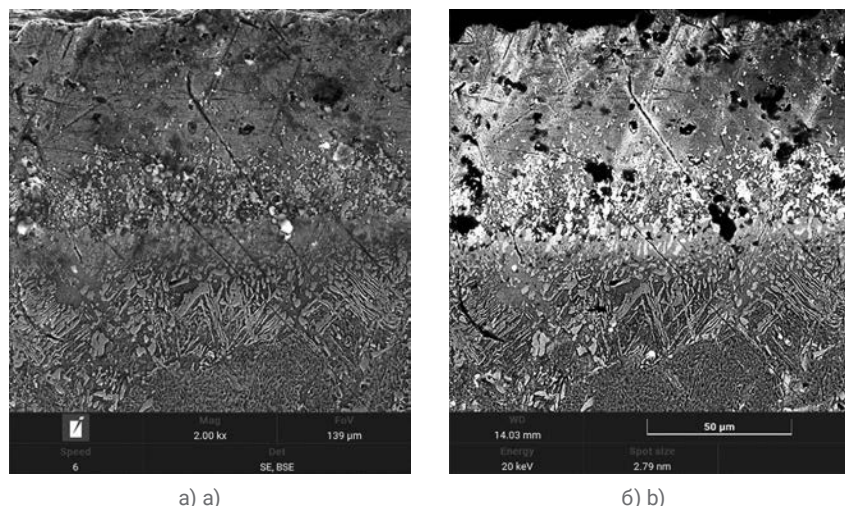 Mag
2.00 kx
FoV
139 µm
Speed
6
Det
SE, BSE
WD
14.03 mm
50 µm
Energy
20 keV
Spot size
2.79 nm
a) a)
б) b)